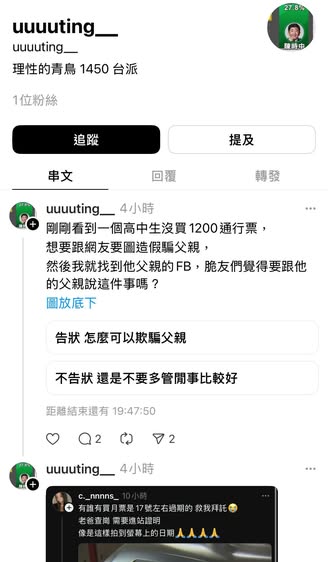 27.8%
陳時中
uuuuting__
uuuuting__
理性的青鳥 1450 台派
1位粉絲
追蹤
提及
串文
回覆
轉發
uuuuting__ 4小時
剛剛看到一個高中生沒買1200通行票，
想要跟網友要圖造假騙父親，
然後我就找到他父親的FB，脆友們覺得要跟他
的父親說這件事嗎？
圖放底下
告狀 怎麼可以欺騙父親
不告狀 還是不要多管閒事比較好
距離結束還有 19:47:50
2
2
uuuuting__ 4小時
c._nnnns_ 10小時
有誰有買月票是17號左右過期的 救我拜託😭
老爸查崗 需要進站證明
像是這樣拍到螢幕上的日期🙏🙏🙏🙏